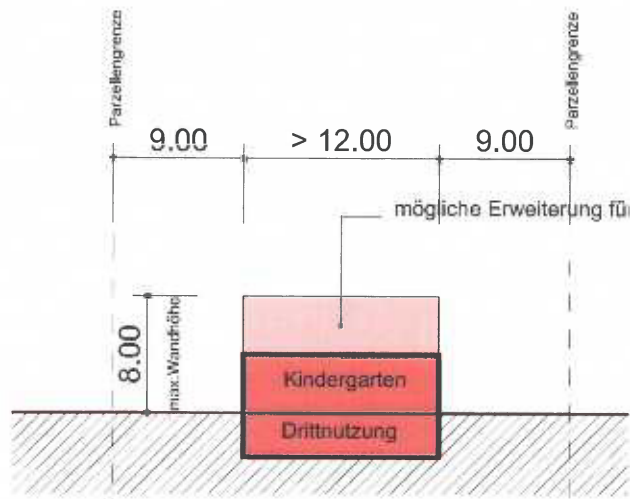 Parzellengrenze
Parzellengrenze
9.00
> 12.00
9.00
mögliche Erweiterung für
8.00
max.Wandhöhe
Kindergarten
Drittnutzung